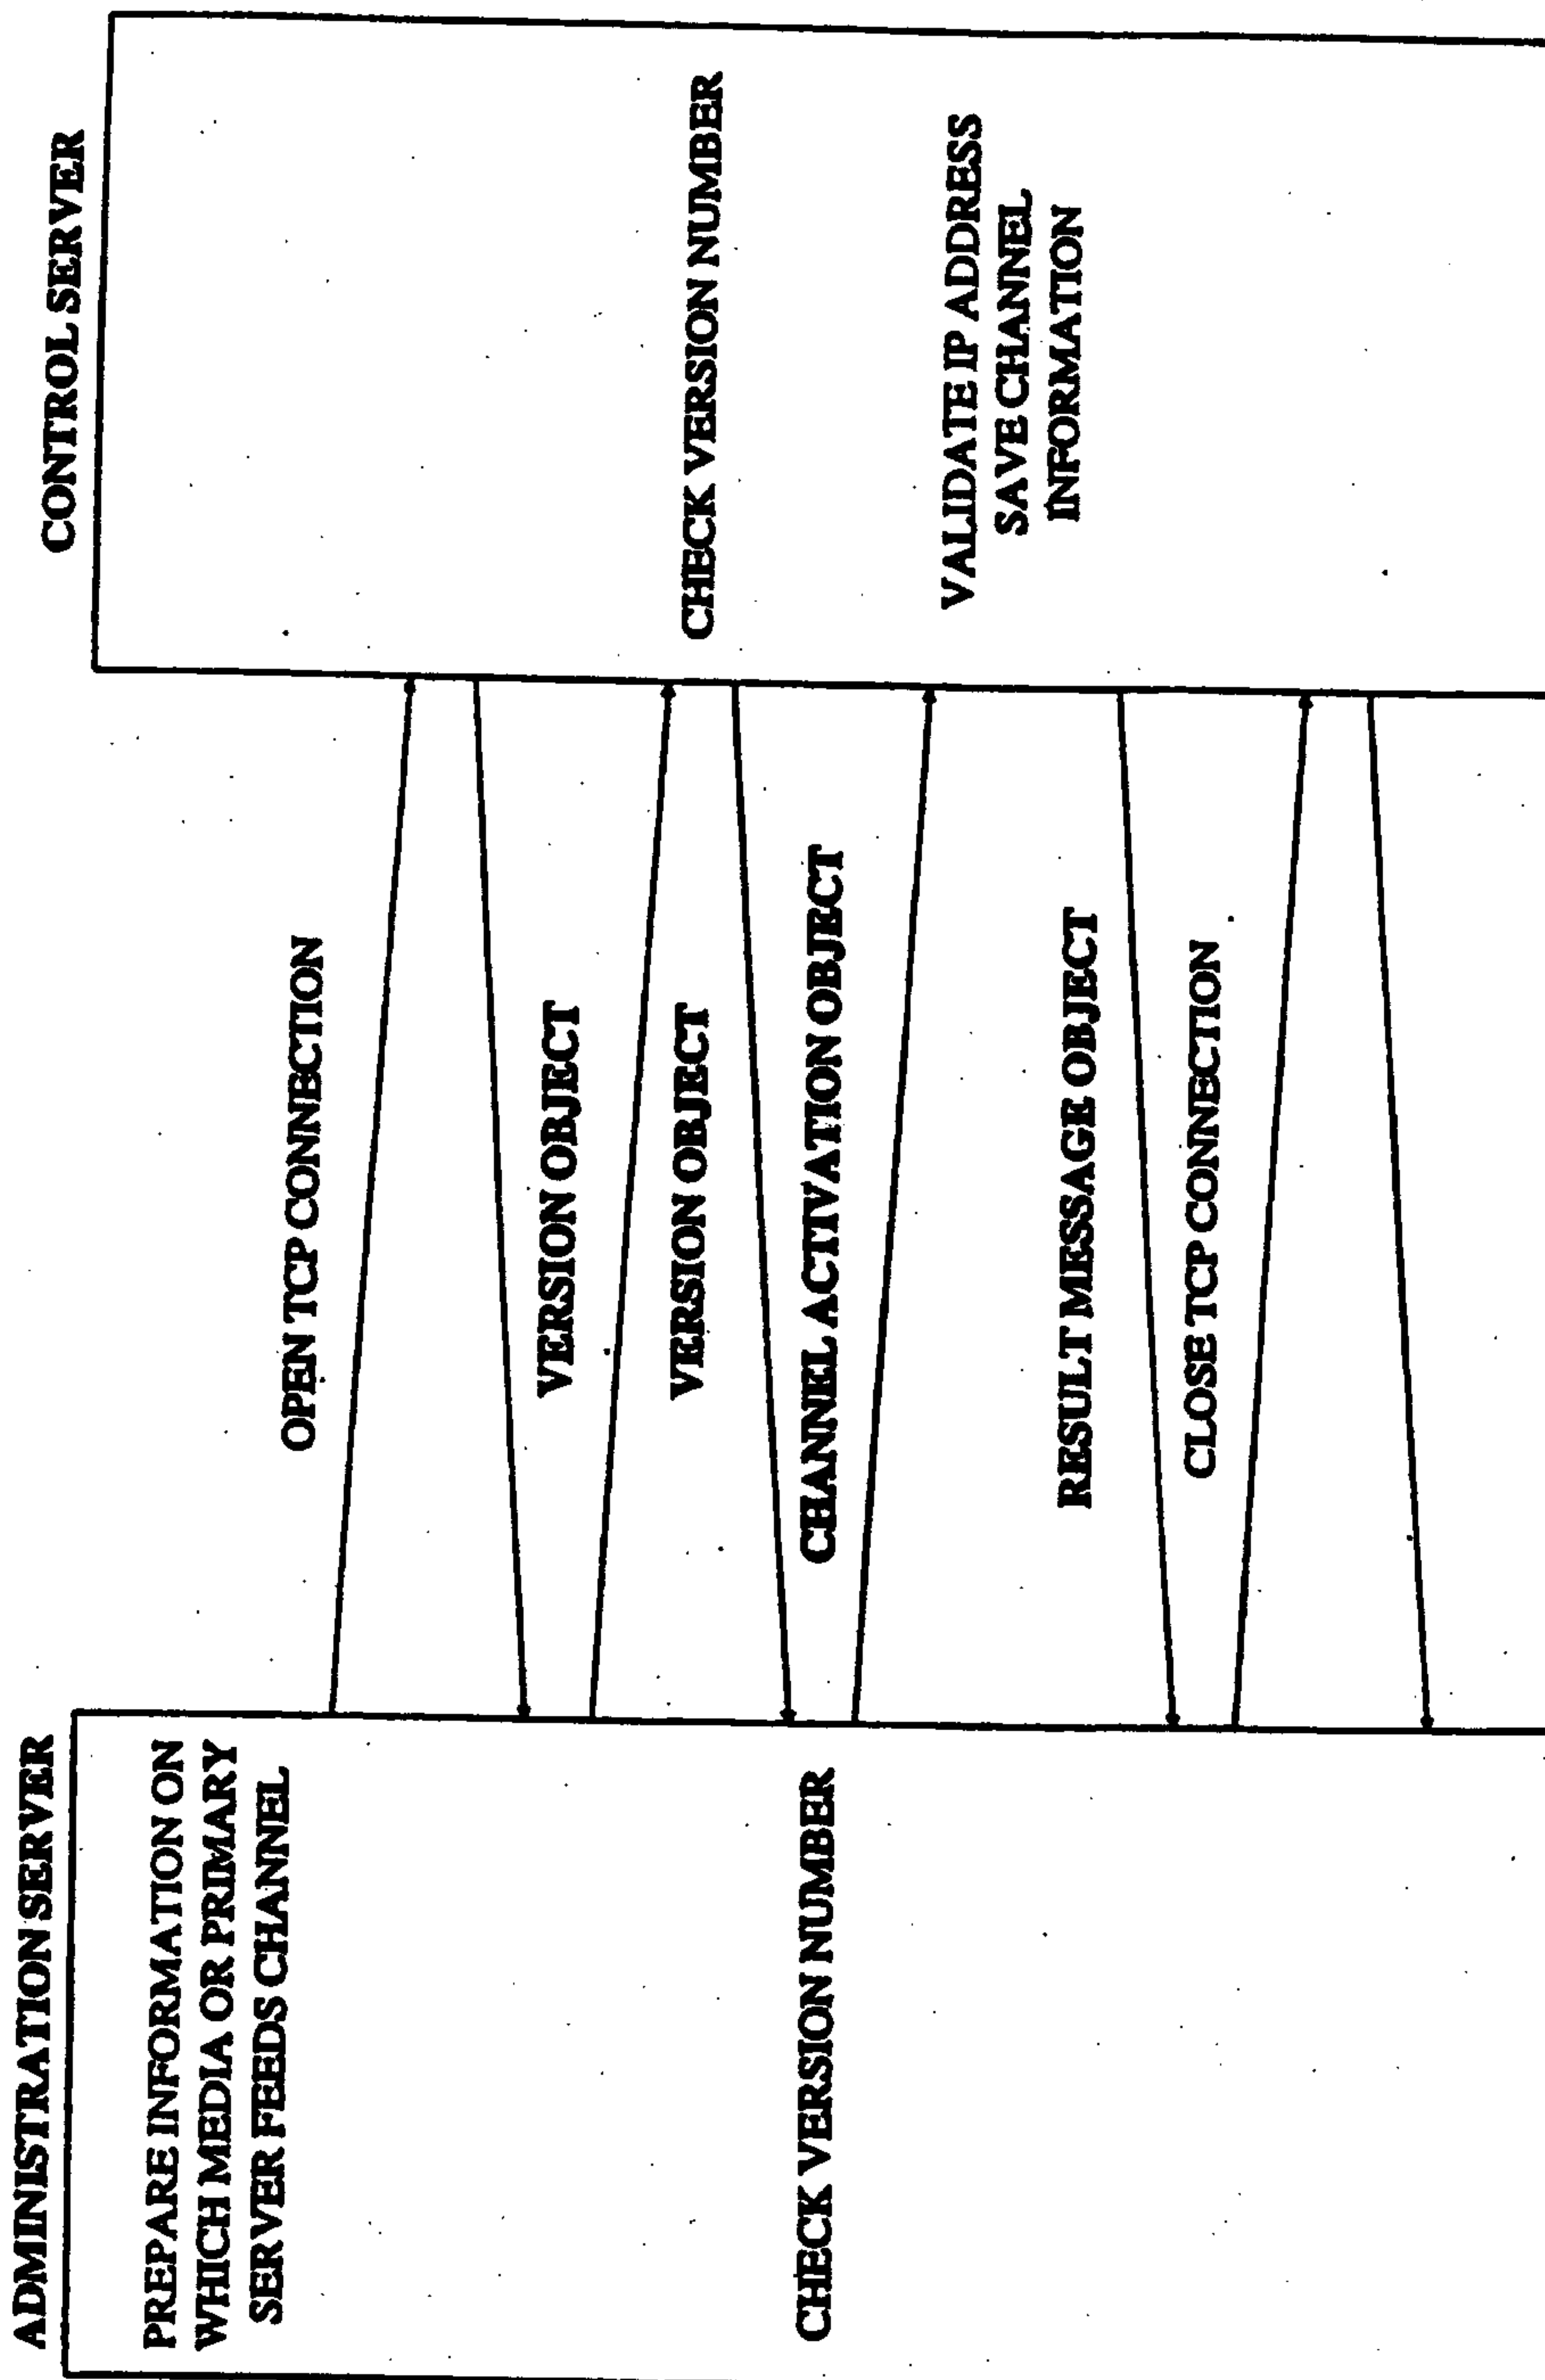 ADMINISTRATION SERVER
CONTROL SERVER
PREPARE INFORMATION ON
WHICH MEDIA OR PRIMARY
SERVER FEEDS CHANNEL
OPEN TCP CONNECTION
VERSION OBJECT
CHECK VERSION NUMBER
VERSION OBJECT
CHECK VERSION NUMBER
CHANNEL ACTIVATION OBJECT
VALIDATE IP ADDRESS
SAVE CHANNEL
INFORMATION
RESULT MESSAGE OBJECT
CLOSE TCP CONNECTION